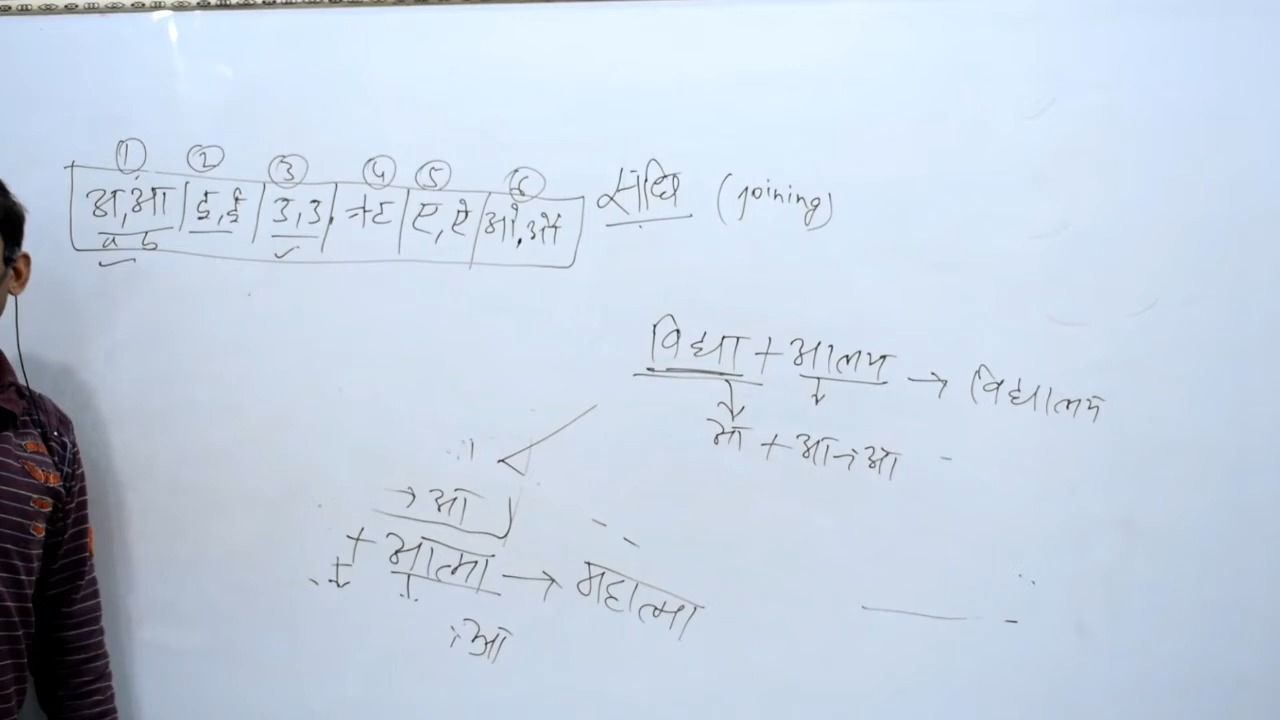 ① ② ③ ④ ⑤ ⑥
अ,आ | इ,ई | उ,उ, | ऋ | ए,ऐ | ओ,औ संधि (joining)
a b
विद्या + आलय → विद्यालय
आ + आ → आ
→ आ
+ आत्मा → महात्मा
आ